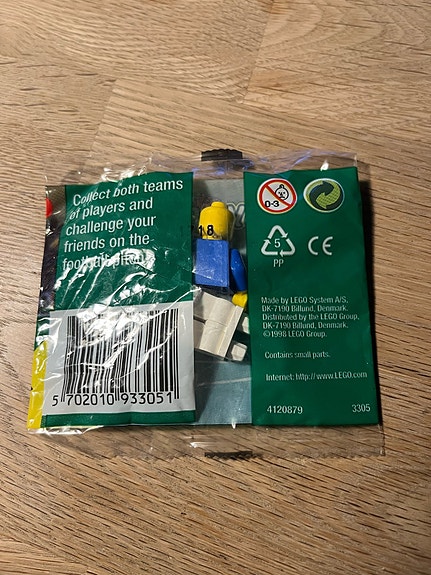 Collect both teams
of players and
challenge your
friends on the
football pitch
5 702010 933051
18
D-3
5
PP
CE
Made by LEGO System A/S,
DK-7190 Billund, Denmark.
Distributed by the LEGO Group,
DK-7190 Billund, Denmark.
©1998 LEGO Group.
Contains small parts.
Internet: http://www.LEGO.com
4120879 3305